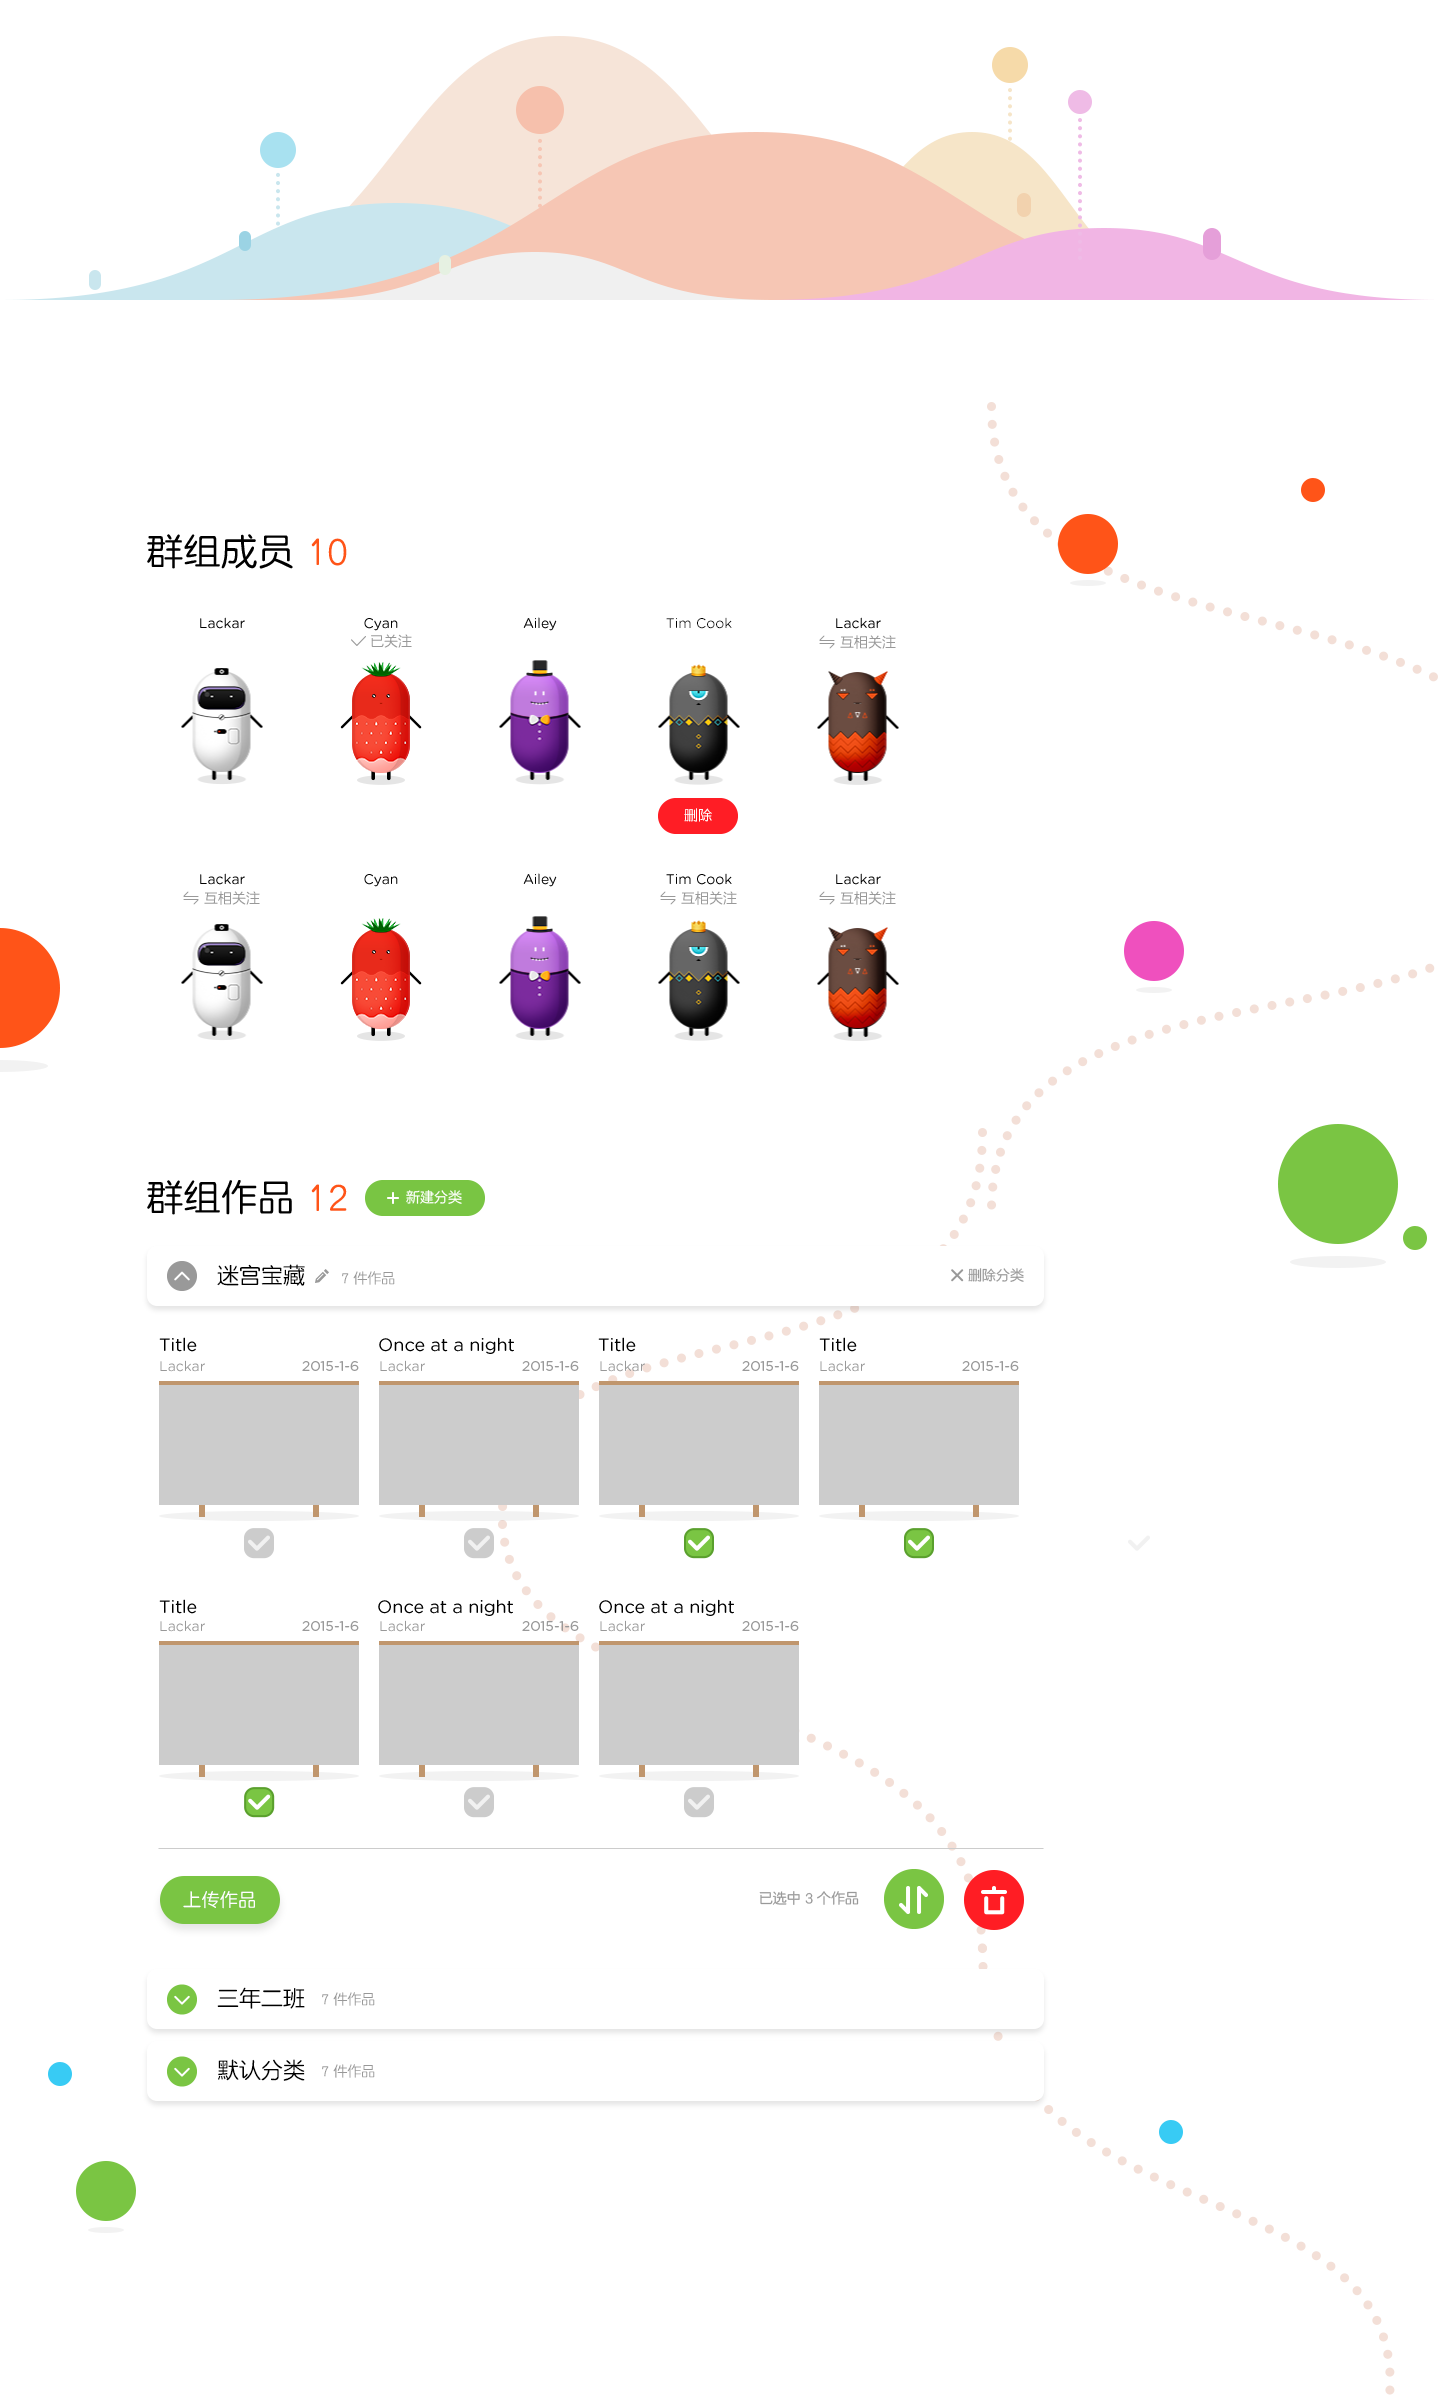 群组成员 10
Lackar Cyan Ailey Tim Cook Lackar
已关注 互相关注
删除
Lackar Cyan Ailey Tim Cook Lackar
互相关注 互相关注 互相关注
群组作品 12 新建分类
迷宫宝藏 7 件作品 删除分类
Title Once at a night Title Title
Lackar 2015-1-6 Lackar 2015-1-6 Lackar 2015-1-6 Lackar 2015-1-6
Title Once at a night Once at a night
Lackar 2015-1-6 Lackar 2015-1-6 Lackar 2015-1-6
上传作品 已选中 3 个作品
三年二班 7 件作品
默认分类 7 件作品